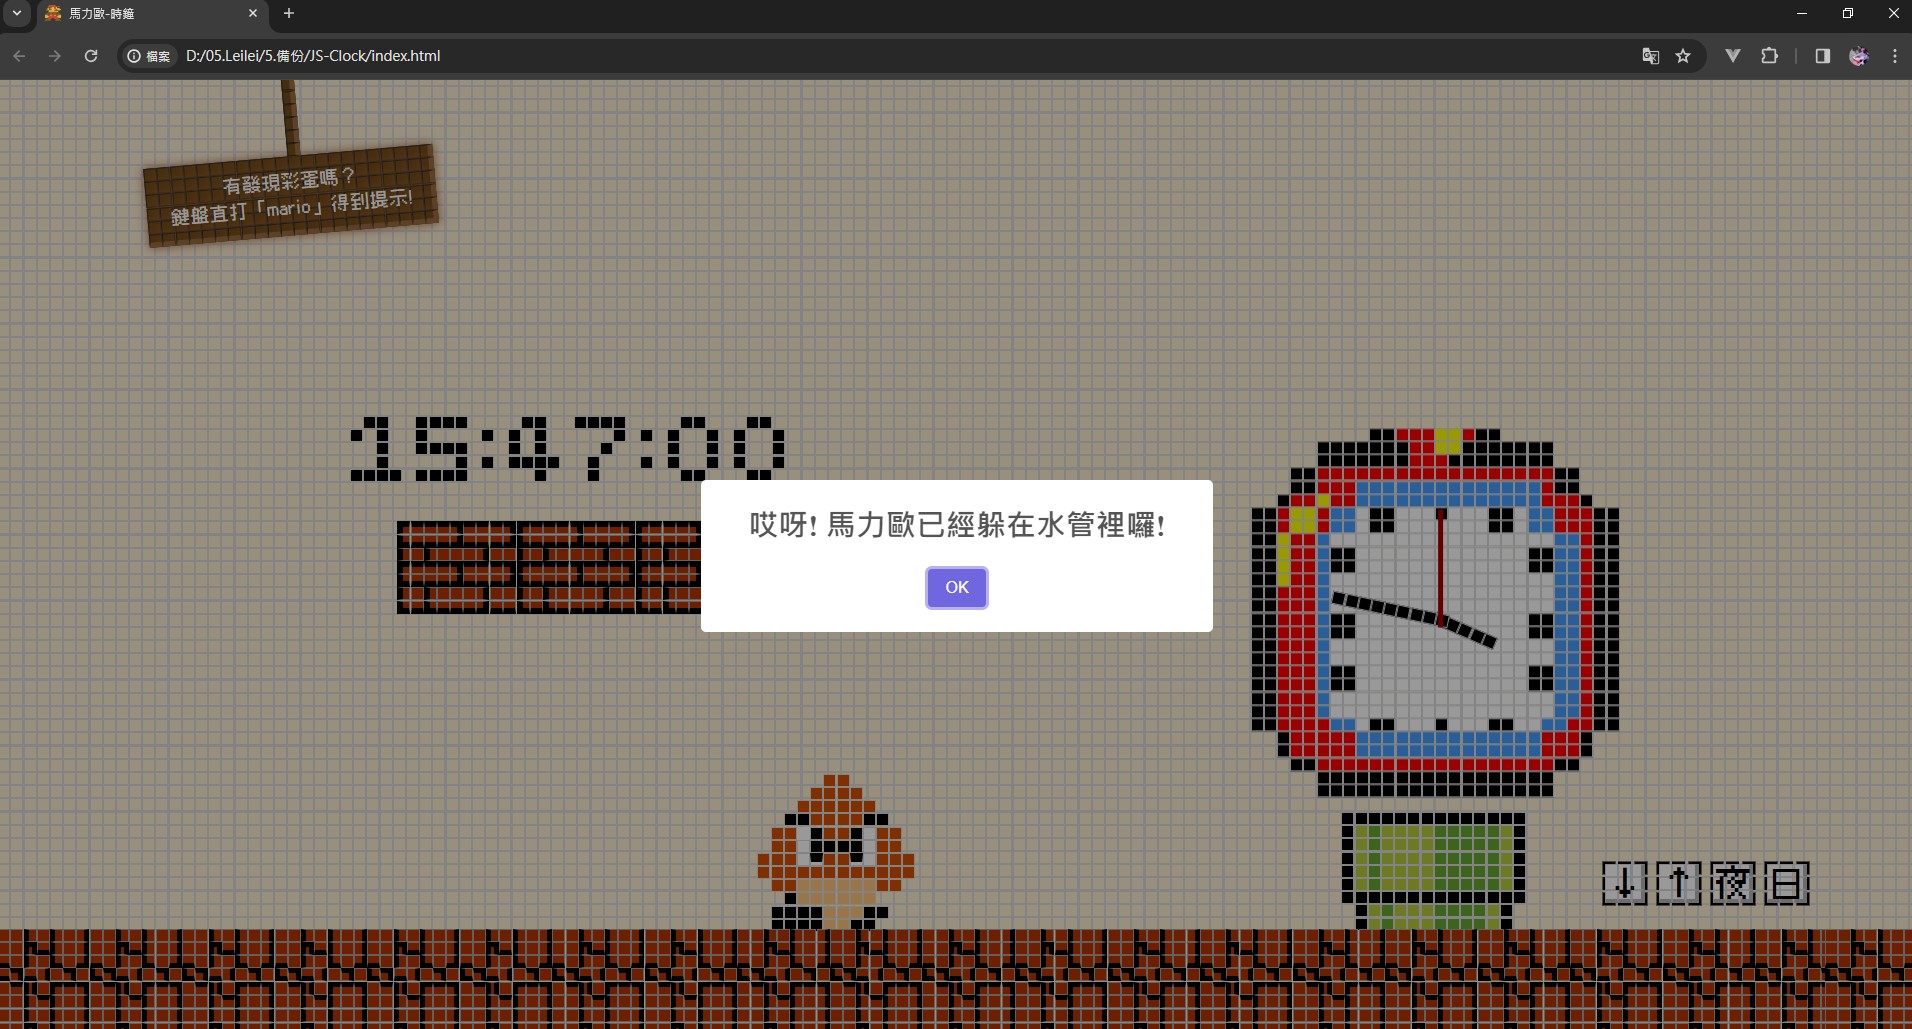 馬力歐-時鐘
檔案
D:/05.Leilei/5.備份/JS-Clock/index.html
有發現彩蛋嗎？
鍵盤直打「mario」得到提示!
15:47:00
哎呀! 馬力歐已經躲在水管裡囉!
OK
↓ ↑ 夜 日